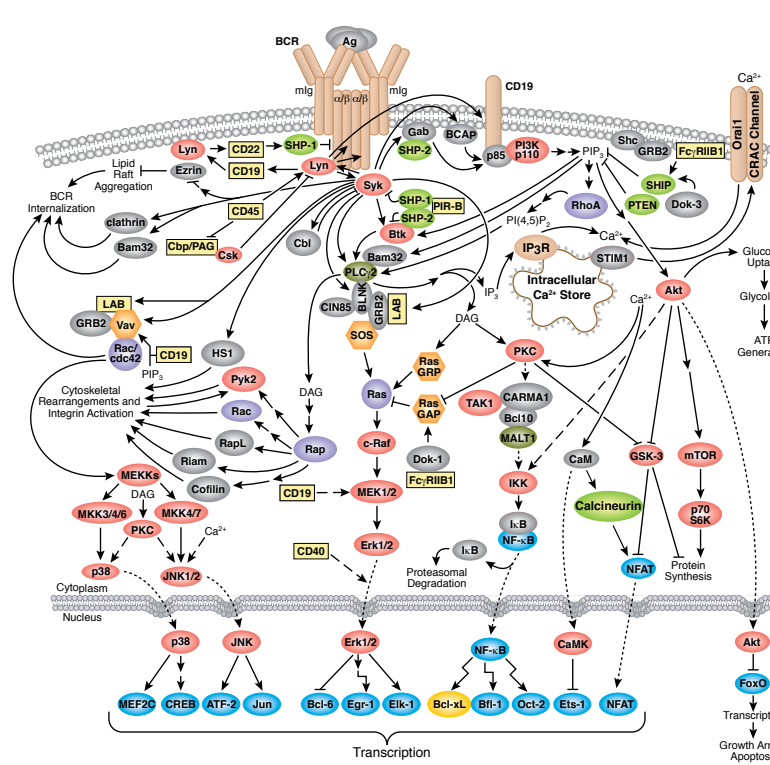 BCR
Ag
mIg
α/β
α/β
mIg
CD19
Ca²⁺
Orai1
CRAC Channel
Lyn
CD22
SHP-1
Lyn
Gab
SHP-2
BCAP
p85
PI3K
p110
PIP₃
Shc
GRB2
FcγRIIB1
Lipid
Raft
Aggregation
Ezrin
CD19
Syk
SHIP
PTEN
Dok-3
BCR
Internalization
SHP-1
SHP-2
PIR-B
RhoA
clathrin
CD45
Btk
PI(4,5)P₂
Bam32
Cbp/PAG
Csk
Cbl
Bam32
IP3R
Ca²⁺
STIM1
PLCγ2
Intracellular
Ca²⁺ Store
Akt
Gluco
Upta
LAB
CIN85
BLNK
GRB2
LAB
IP₃
Ca²⁺
Glycol
GRB2
Vav
SOS
DAG
Rac/
cdc42
CD19
PIP₃
HS1
PKC
ATP
Genera
Pyk2
Ras
GRP
Cytoskeletal
Rearrangements and
Integrin Activation
DAG
Ras
TAK1
CARMA1
Rac
Ras
GAP
Bcl10
MALT1
RapL
Rap
c-Raf
Riam
Dok-1
CaM
GSK-3
mTOR
MEKKs
Cofilin
FcγRIIB1
IKK
CD19
MEK1/2
DAG
MKK3/4/6
MKK4/7
PKC
Calcineurin
p70
S6K
Ca²⁺
IκB
NF-κB
CD40
Erk1/2
IκB
p38
JNK1/2
Proteasomal
Degradation
NFAT
Protein
Synthesis
Cytoplasm
Nucleus
p38
JNK
Erk1/2
NF-κB
CaMK
Akt
FoxO
MEF2C
CREB
ATF-2
Jun
Bcl-6
Egr-1
Elk-1
Bcl-xL
Bfl-1
Oct-2
Ets-1
NFAT
Transcript
Transcription
Growth Arr
Apoptos